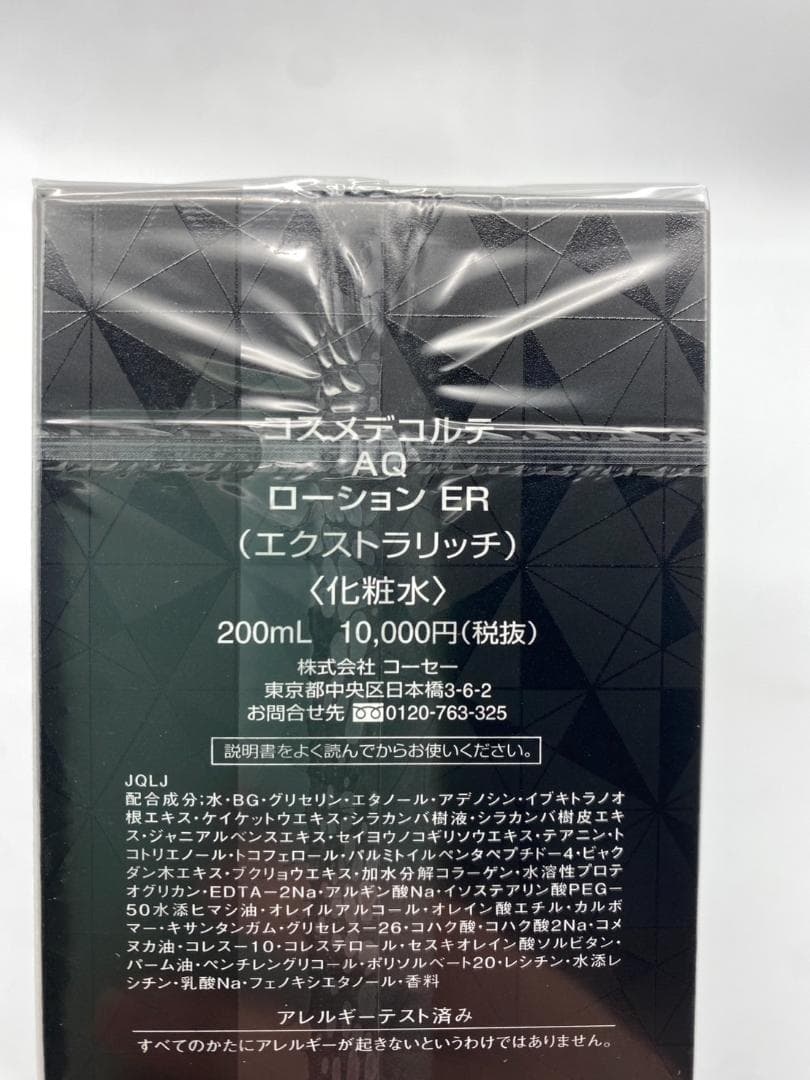 コスメデコルテ
AQ
ローション ER
(エクストラリッチ)
〈化粧水〉
200mL 10,000円(税抜)
株式会社 コーセー
東京都中央区日本橋3-6-2
お問合せ先 0120-763-325
説明書をよく読んでからお使いください。
JQLJ
配合成分;水・BG・グリセリン・エタノール・アデノシン・イブキトラノオ
根エキス・ケイケットウエキス・シラカンバ樹液・シラカンバ樹皮エキ
ス・ジャニアルベンスエキス・セイヨウノコギリソウエキス・テアニン・ト
コトリエノール・トコフェロール・パルミトイルペンタペプチド-4・ビャク
ダン木エキス・ブクリョウエキス・加水分解コラーゲン・水溶性プロテ
オグリカン・EDTA-2Na・アルギン酸Na・イソステアリン酸PEG-
50水添ヒマシ油・オレイルアルコール・オレイン酸エチル・カルボ
マー・キサンタンガム・グリセレス-26・コハク酸・コハク酸2Na・コメ
ヌカ油・コレス-10・コレステロール・セスキオレイン酸ソルビタン・
パーム油・ペンチレングリコール・ポリソルベート20・レシチン・水添レ
シチン・乳酸Na・フェノキシエタノール・香料
アレルギーテスト済み
すべてのかたにアレルギーが起きないというわけではありません。